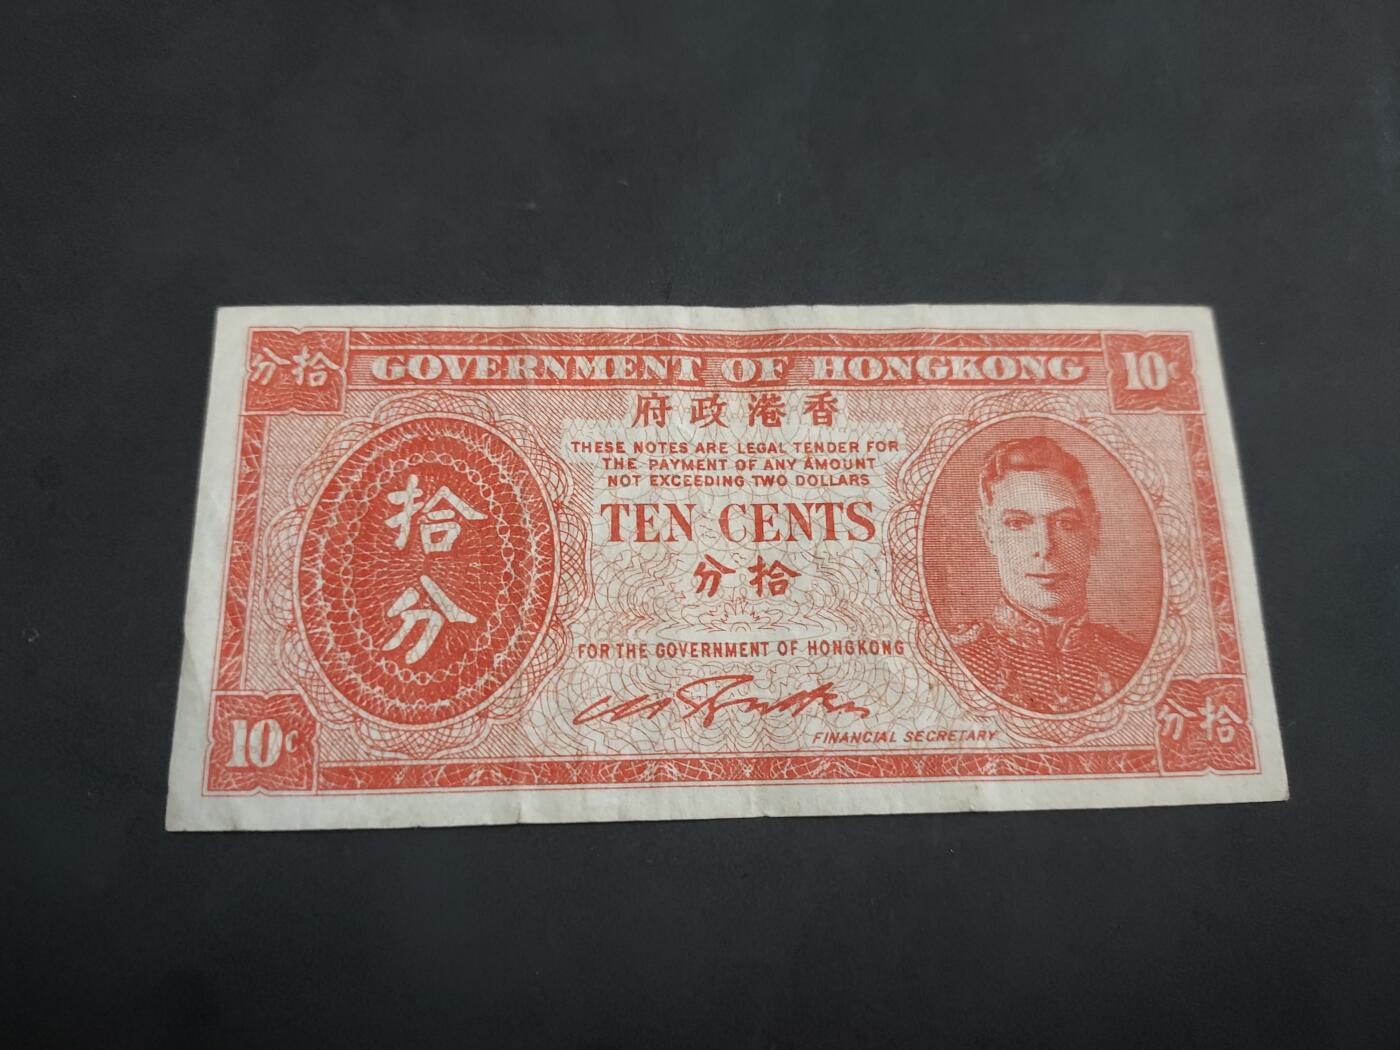 分拾
GOVERNMENT OF HONGKONG
10c
府政港香
THESE NOTES ARE LEGAL TENDER FOR
THE PAYMENT OF ANY AMOUNT
NOT EXCEEDING TWO DOLLARS
拾
分
TEN CENTS
分拾
FOR THE GOVERNMENT OF HONGKONG
FINANCIAL SECRETARY
10c
分拾